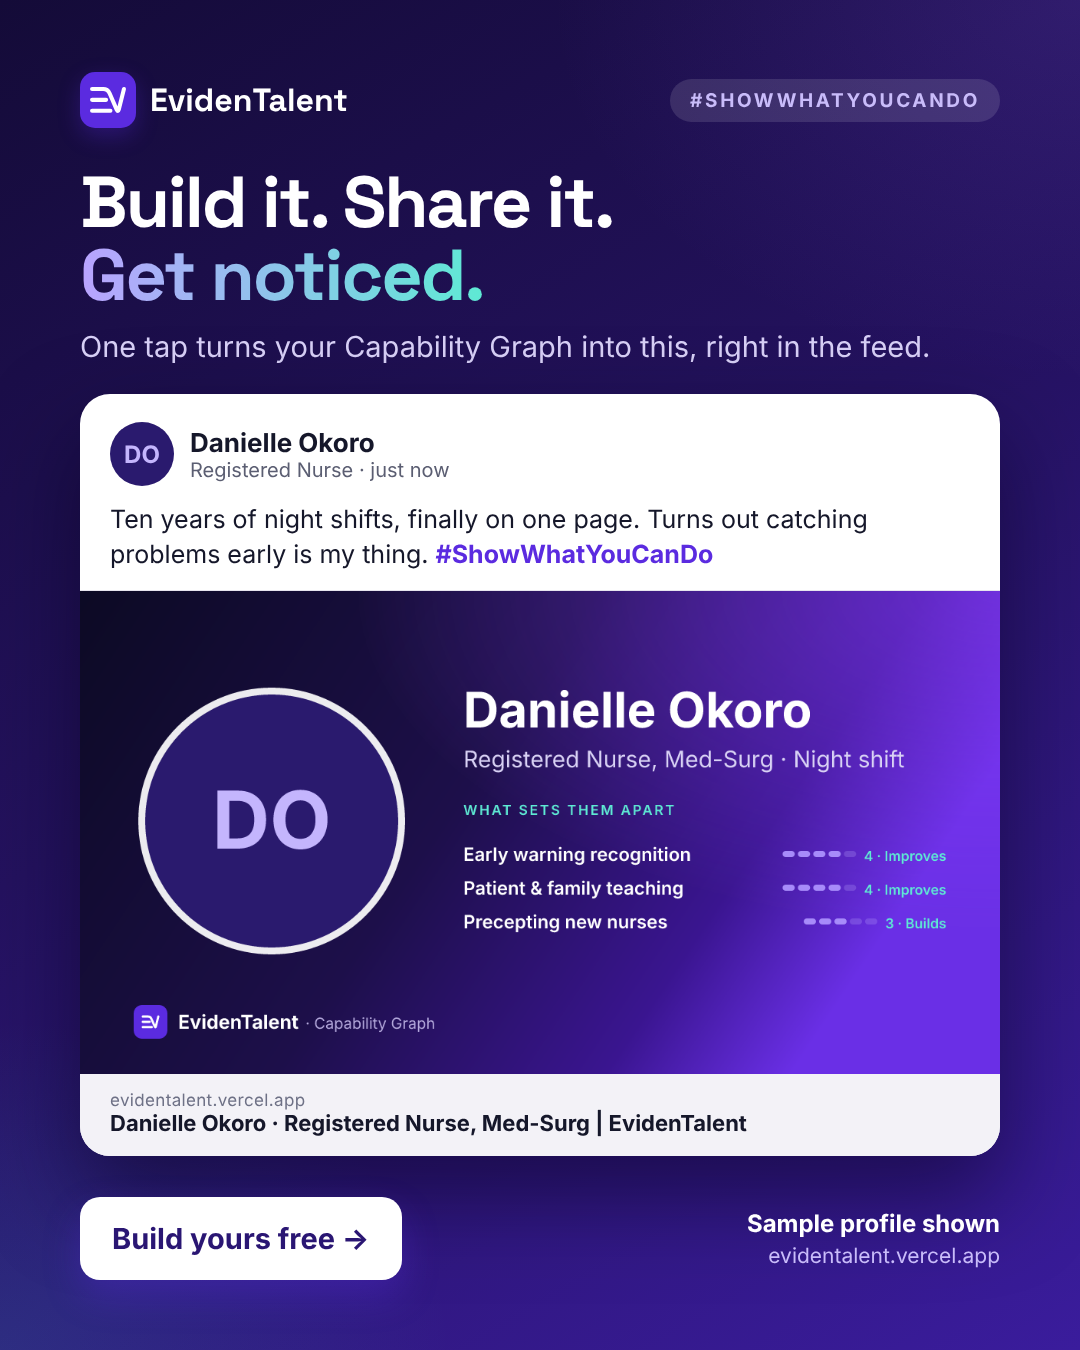 EV EvidenTalent
#SHOWWHATYOUCANDO
Build it. Share it.
Get noticed.
One tap turns your Capability Graph into this, right in the feed.
DO
Danielle Okoro
Registered Nurse · just now
Ten years of night shifts, finally on one page. Turns out catching
problems early is my thing. #ShowWhatYouCanDo
DO
Danielle Okoro
Registered Nurse, Med-Surg · Night shift
WHAT SETS THEM APART
Early warning recognition 4 · Improves
Patient & family teaching 4 · Improves
Precepting new nurses 3 · Builds
EV EvidenTalent · Capability Graph
evidentalent.vercel.app
Danielle Okoro · Registered Nurse, Med-Surg | EvidenTalent
Build yours free →
Sample profile shown
evidentalent.vercel.app